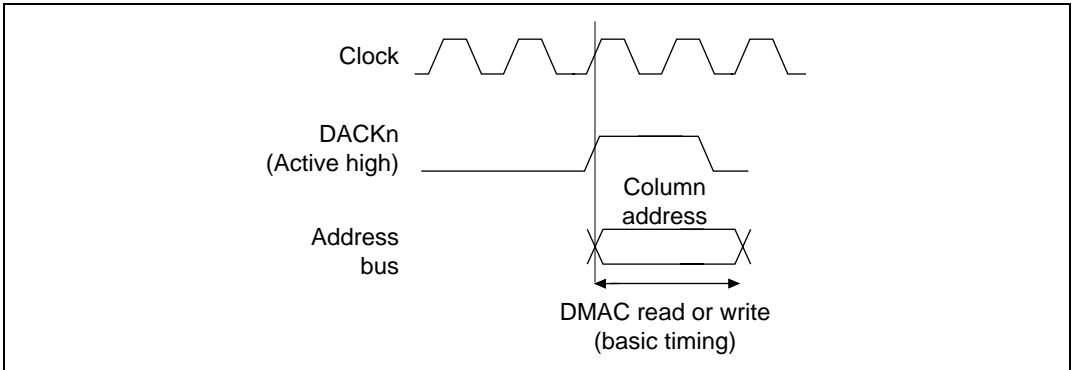 Clock
DACKn
(Active high)
Column
address
Address
bus
DMAC read or write
(basic timing)